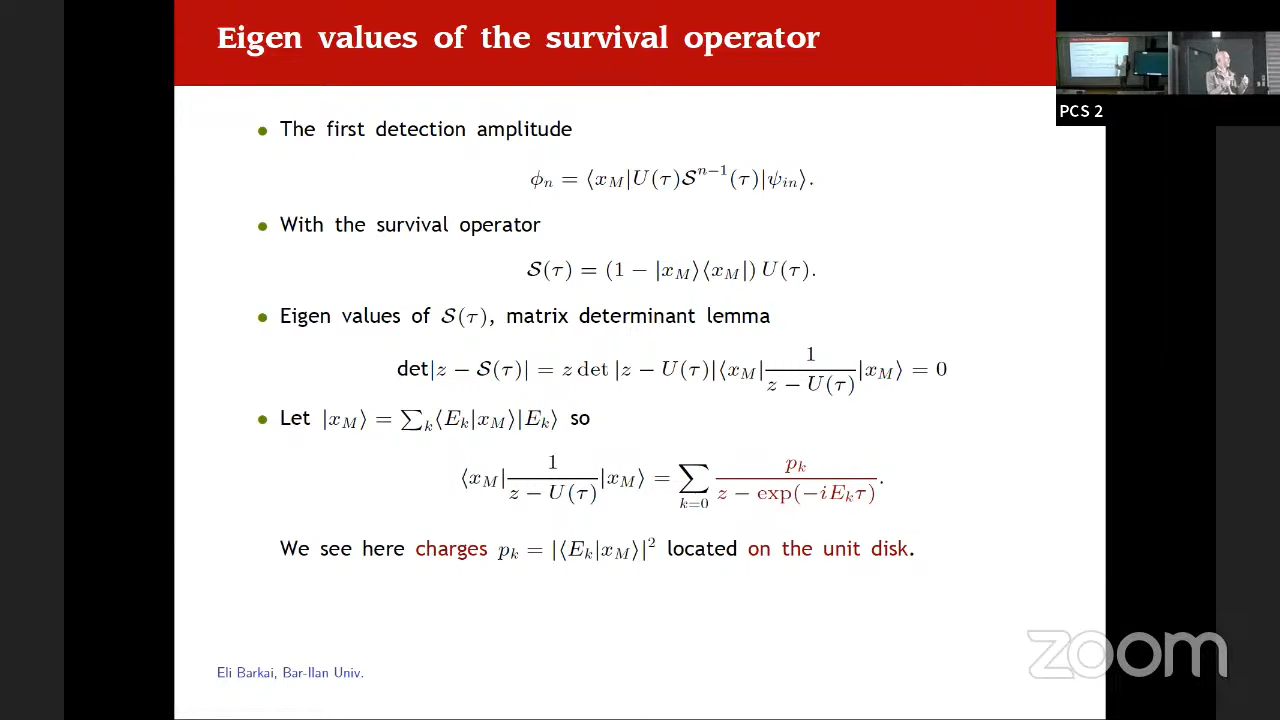 Eigen values of the survival operator
PCS 2
• The first detection amplitude
ϕₙ = ⟨x_M|U(τ)𝒮ⁿ⁻¹(τ)|ψ_in⟩.
• With the survival operator
𝒮(τ) = (1 − |x_M⟩⟨x_M|) U(τ).
• Eigen values of 𝒮(τ), matrix determinant lemma
det|z − 𝒮(τ)| = z det |z − U(τ)|⟨x_M| 1/(z − U(τ)) |x_M⟩ = 0
• Let |x_M⟩ = ∑_k⟨E_k|x_M⟩|E_k⟩ so
⟨x_M| 1/(z − U(τ)) |x_M⟩ = ∑_{k=0} p_k/(z − exp(−iE_kτ)).
We see here charges p_k = |⟨E_k|x_M⟩|² located on the unit disk.
zoom
Eli Barkai, Bar-Ilan Univ.